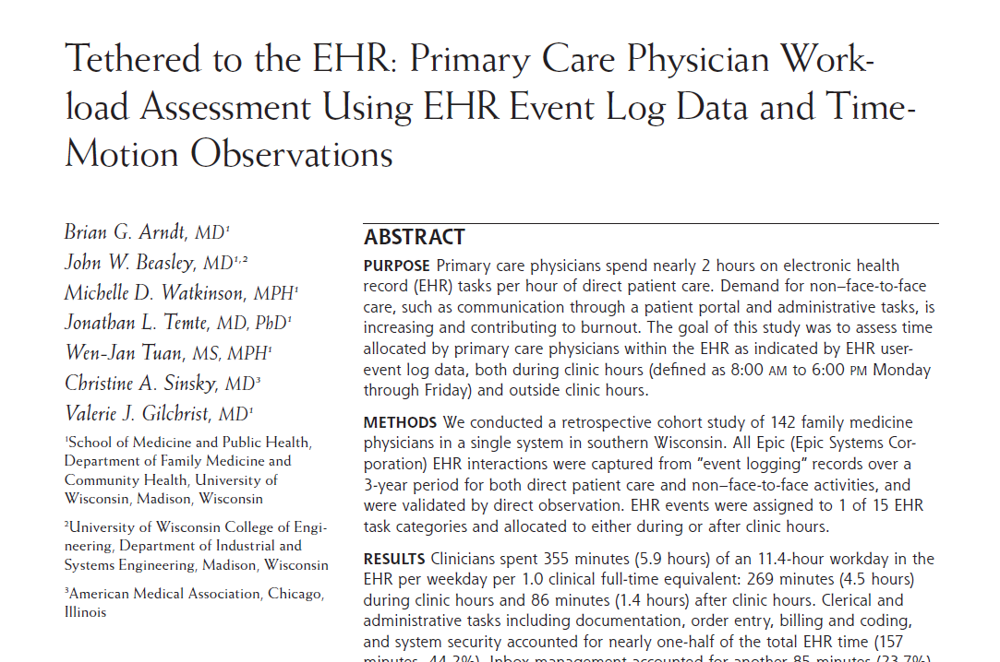 Tethered to the EHR: Primary Care Physician Work-
load Assessment Using EHR Event Log Data and Time-
Motion Observations
Brian G. Arndt, MD¹
John W. Beasley, MD¹,²
Michelle D. Watkinson, MPH¹
Jonathan L. Temte, MD, PhD¹
Wen-Jan Tuan, MS, MPH¹
Christine A. Sinsky, MD³
Valerie J. Gilchrist, MD¹
¹School of Medicine and Public Health,
Department of Family Medicine and
Community Health, University of
Wisconsin, Madison, Wisconsin
²University of Wisconsin College of Engi-
neering, Department of Industrial and
Systems Engineering, Madison, Wisconsin
³American Medical Association, Chicago,
Illinois
ABSTRACT
PURPOSE Primary care physicians spend nearly 2 hours on electronic health
record (EHR) tasks per hour of direct patient care. Demand for non–face-to-face
care, such as communication through a patient portal and administrative tasks, is
increasing and contributing to burnout. The goal of this study was to assess time
allocated by primary care physicians within the EHR as indicated by EHR user-
event log data, both during clinic hours (defined as 8:00 AM to 6:00 PM Monday
through Friday) and outside clinic hours.
METHODS We conducted a retrospective cohort study of 142 family medicine
physicians in a single system in southern Wisconsin. All Epic (Epic Systems Cor-
poration) EHR interactions were captured from "event logging" records over a
3-year period for both direct patient care and non–face-to-face activities, and
were validated by direct observation. EHR events were assigned to 1 of 15 EHR
task categories and allocated to either during or after clinic hours.
RESULTS Clinicians spent 355 minutes (5.9 hours) of an 11.4-hour workday in the
EHR per weekday per 1.0 clinical full-time equivalent: 269 minutes (4.5 hours)
during clinic hours and 86 minutes (1.4 hours) after clinic hours. Clerical and
administrative tasks including documentation, order entry, billing and coding,
and system security accounted for nearly one-half of the total EHR time (157
minutes, 44.2%). Inbox management accounted for another 85 minutes (23.7%)